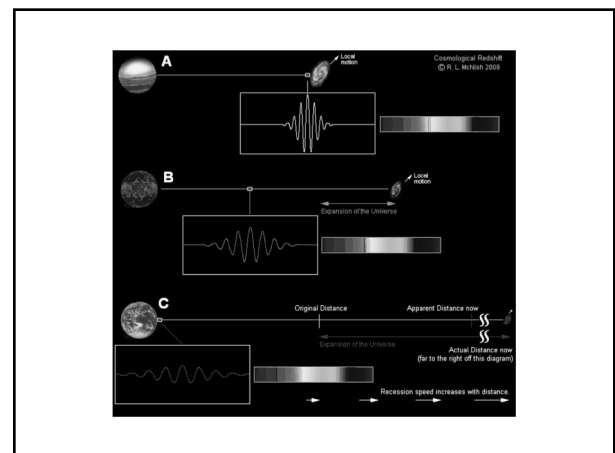 A
Local
motion
Cosmological Redshift
© R. L. McNish 2009
B
Local
motion
Expansion of the Universe
C
Original Distance
Apparent Distance now
Expansion of the Universe
Actual Distance now
(far to the right off this diagram)
Recession speed increases with distance.